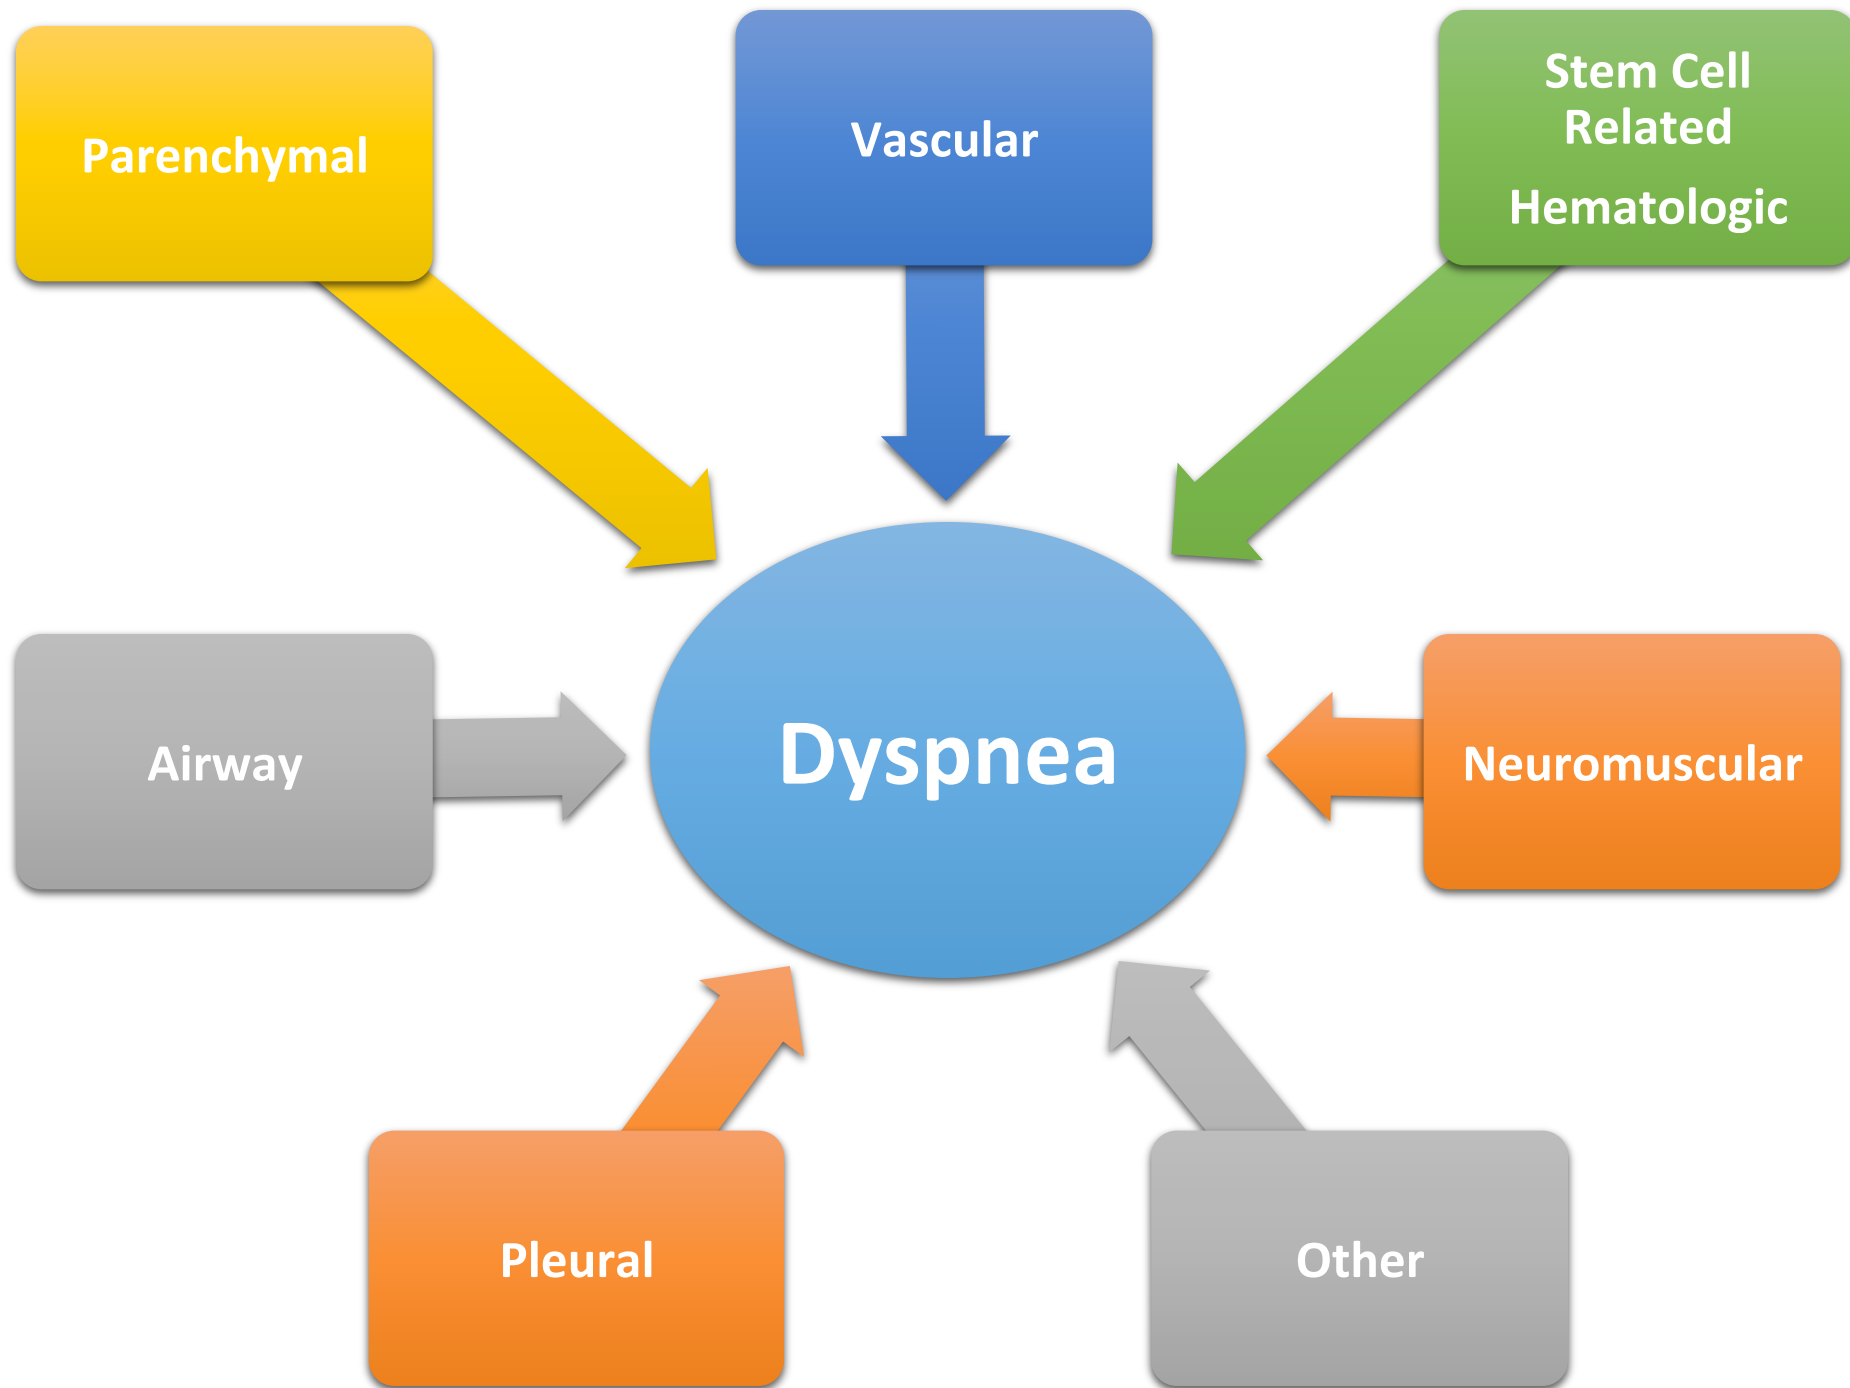 Parenchymal
Vascular
Stem Cell
Related
Hematologic
Airway
Dyspnea
Neuromuscular
Pleural
Other